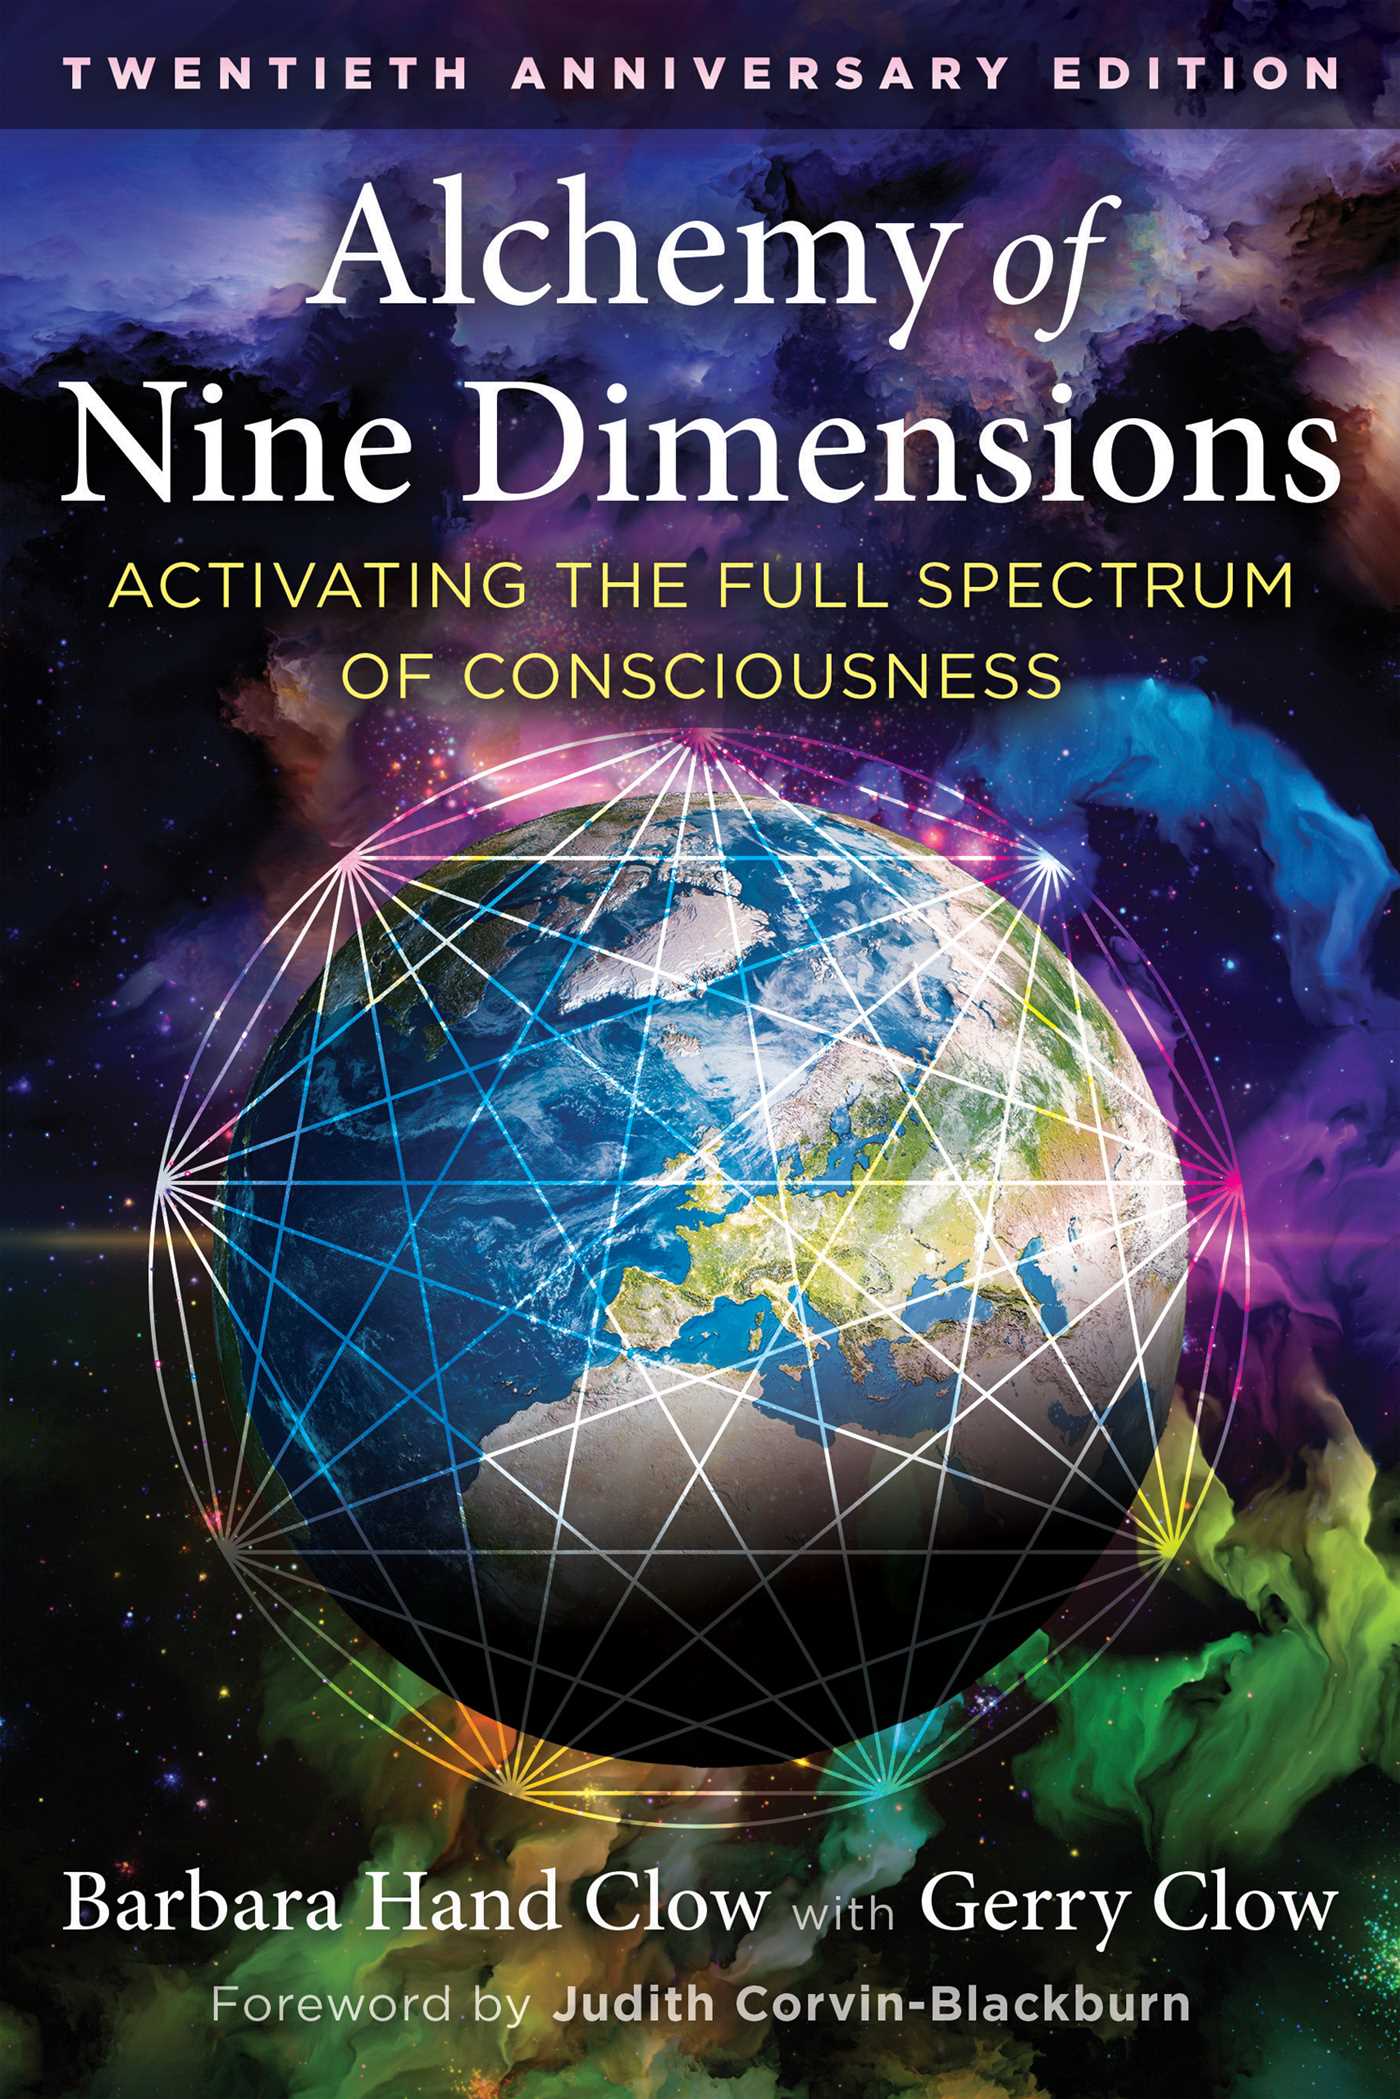 TWENTIETH ANNIVERSARY EDITION
Alchemy of
Nine Dimensions
ACTIVATING THE FULL SPECTRUM
OF CONSCIOUSNESS
Barbara Hand Clow with Gerry Clow
Foreword by Judith Corvin-Blackburn